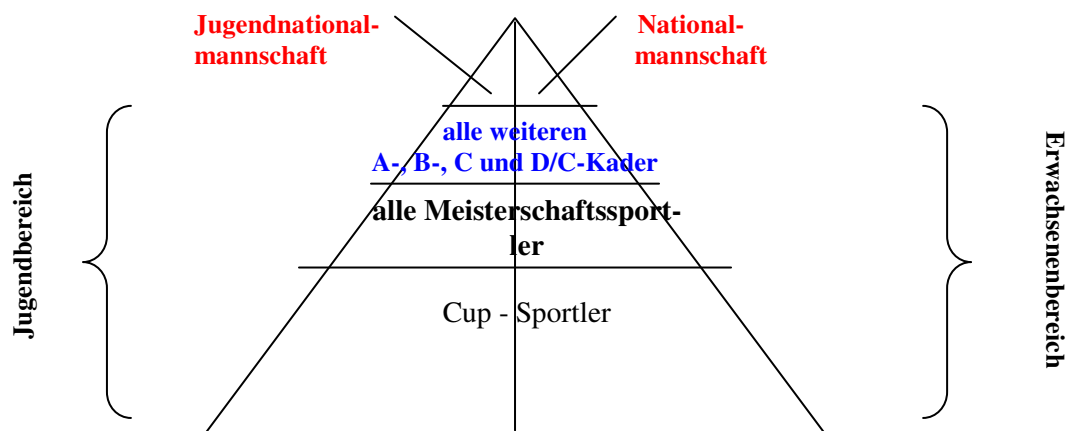 Jugendnational-
mannschaft
National-
mannschaft
alle weiteren
A-, B-, C und D/C-Kader
alle Meisterschaftssport-
ler
Cup - Sportler
Jugendbereich
Erwachsenenbereich